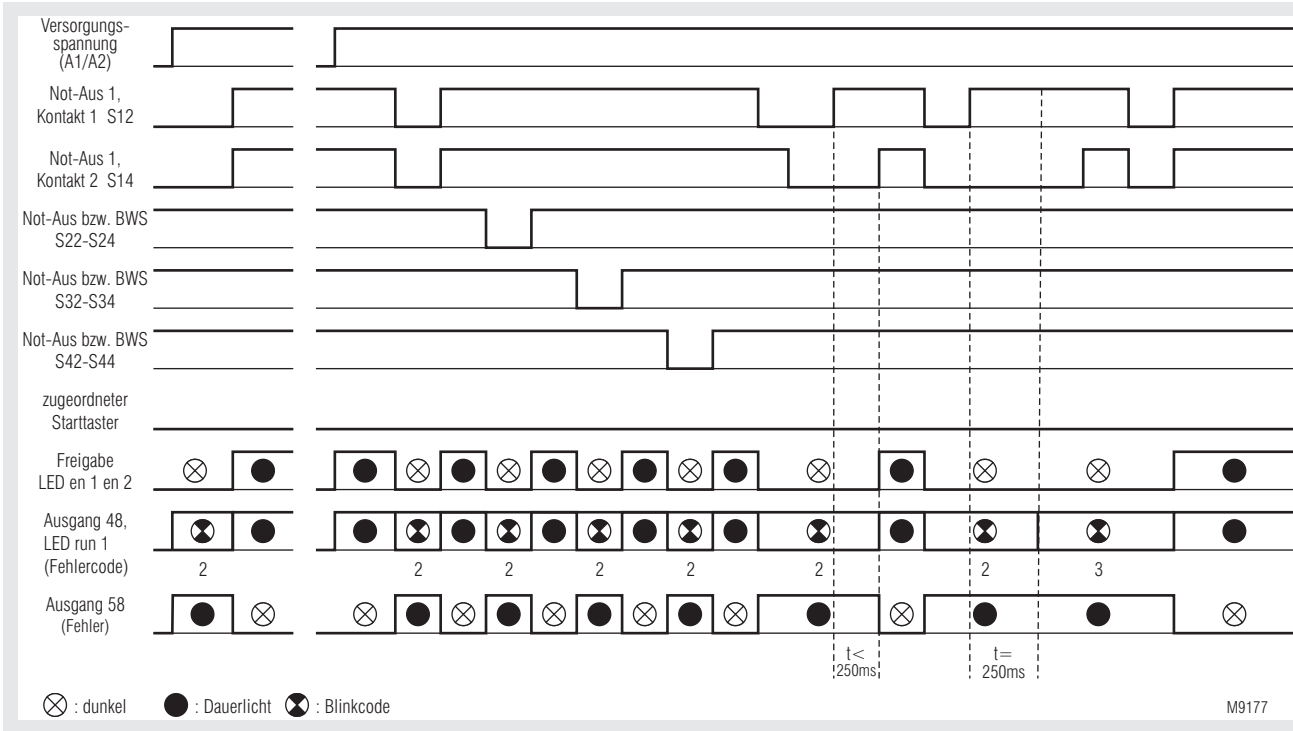 Versorgungs-
spannung
(A1/A2)
Not-Aus 1,
Kontakt 1 S12
Not-Aus 1,
Kontakt 2 S14
Not-Aus bzw. BWS
S22-S24
Not-Aus bzw. BWS
S32-S34
Not-Aus bzw. BWS
S42-S44
zugeordneter
Starttaster
Freigabe
LED en 1 en 2
Ausgang 48,
LED run 1
(Fehlercode)
2 2 2 2 2 2 2 3
Ausgang 58
(Fehler)
t<
250ms
t=
250ms
: dunkel : Dauerlicht : Blinkcode
M9177